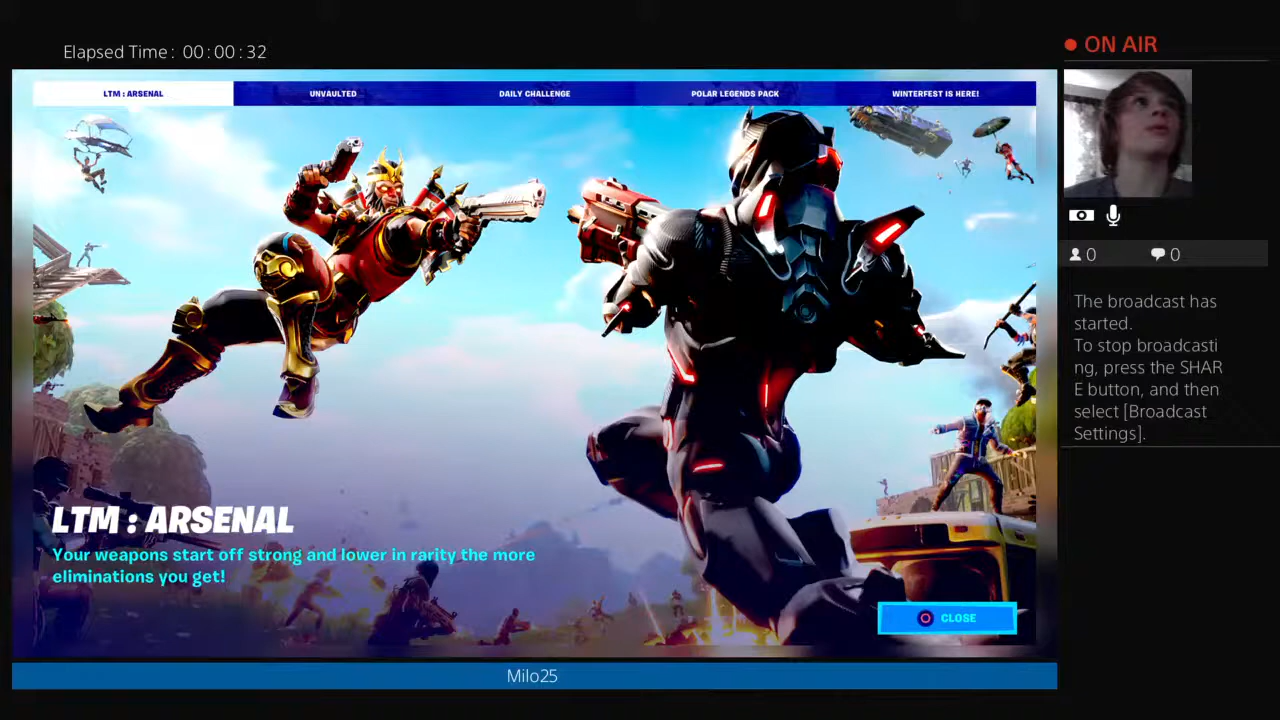 Elapsed Time: 00:00:32
ON AIR
LTM : ARSENAL
UNVAULTED
DAILY CHALLENGE
POLAR LEGENDS PACK
WINTERFEST IS HERE!
0
0
The broadcast has
started.
To stop broadcasti
ng, press the SHAR
E button, and then
select [Broadcast
Settings].
LTM : ARSENAL
Your weapons start off strong and lower in rarity the more
eliminations you get!
CLOSE
Milo25